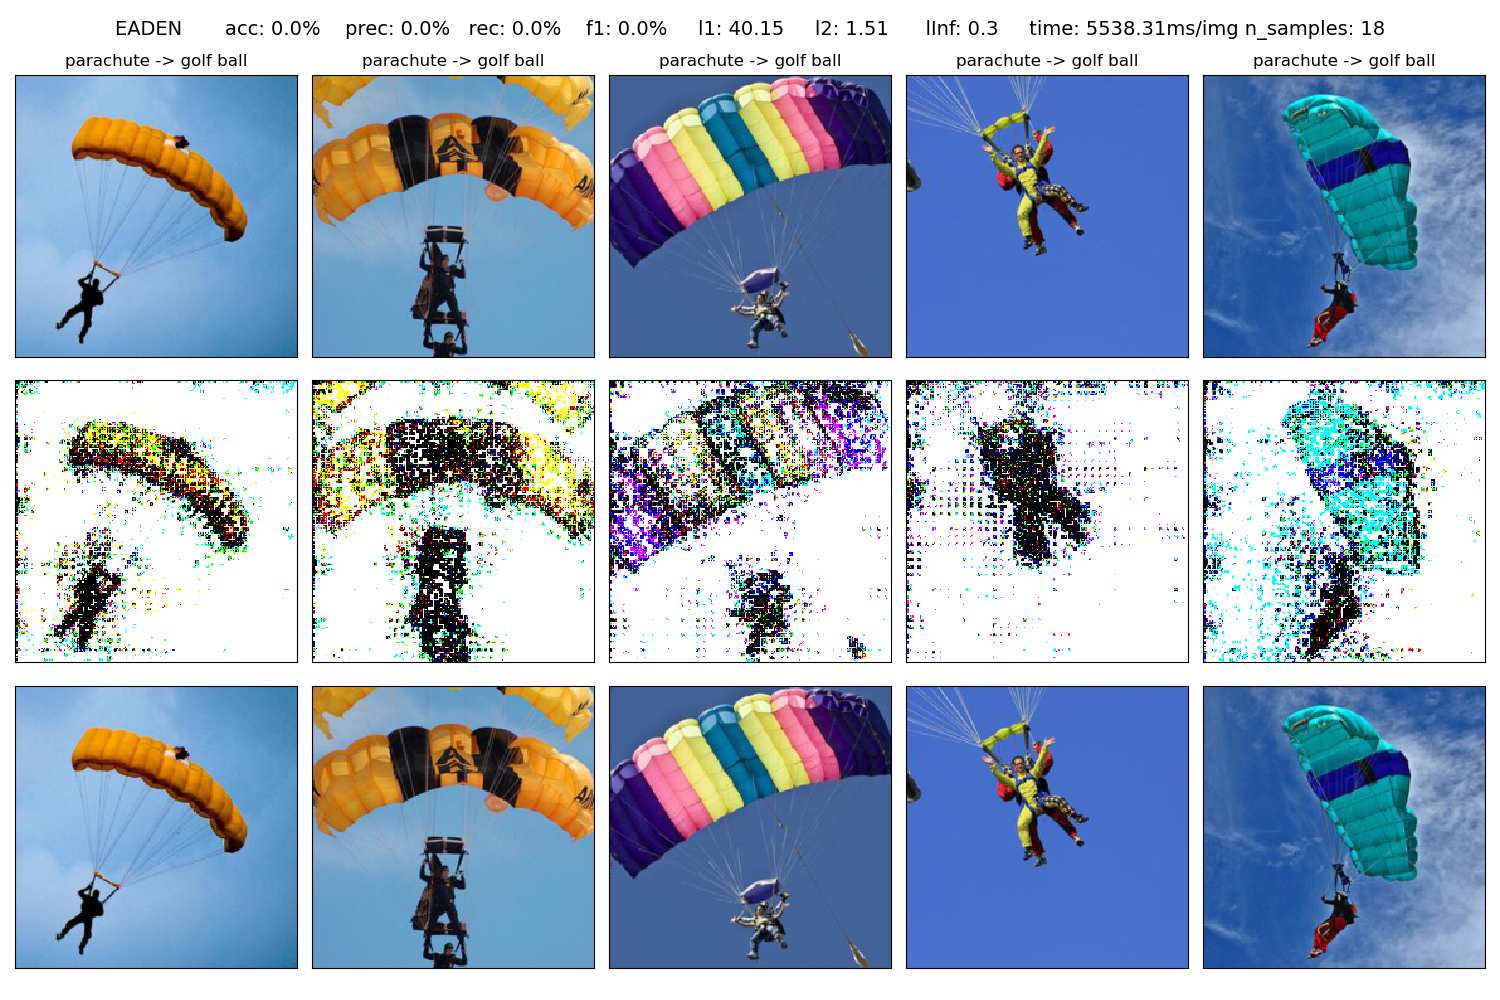 EADEN acc: 0.0% prec: 0.0% rec: 0.0% f1: 0.0% l1: 40.15 l2: 1.51 lInf: 0.3 time: 5538.31ms/img n_samples: 18
parachute -> golf ball parachute -> golf ball parachute -> golf ball parachute -> golf ball parachute -> golf ball